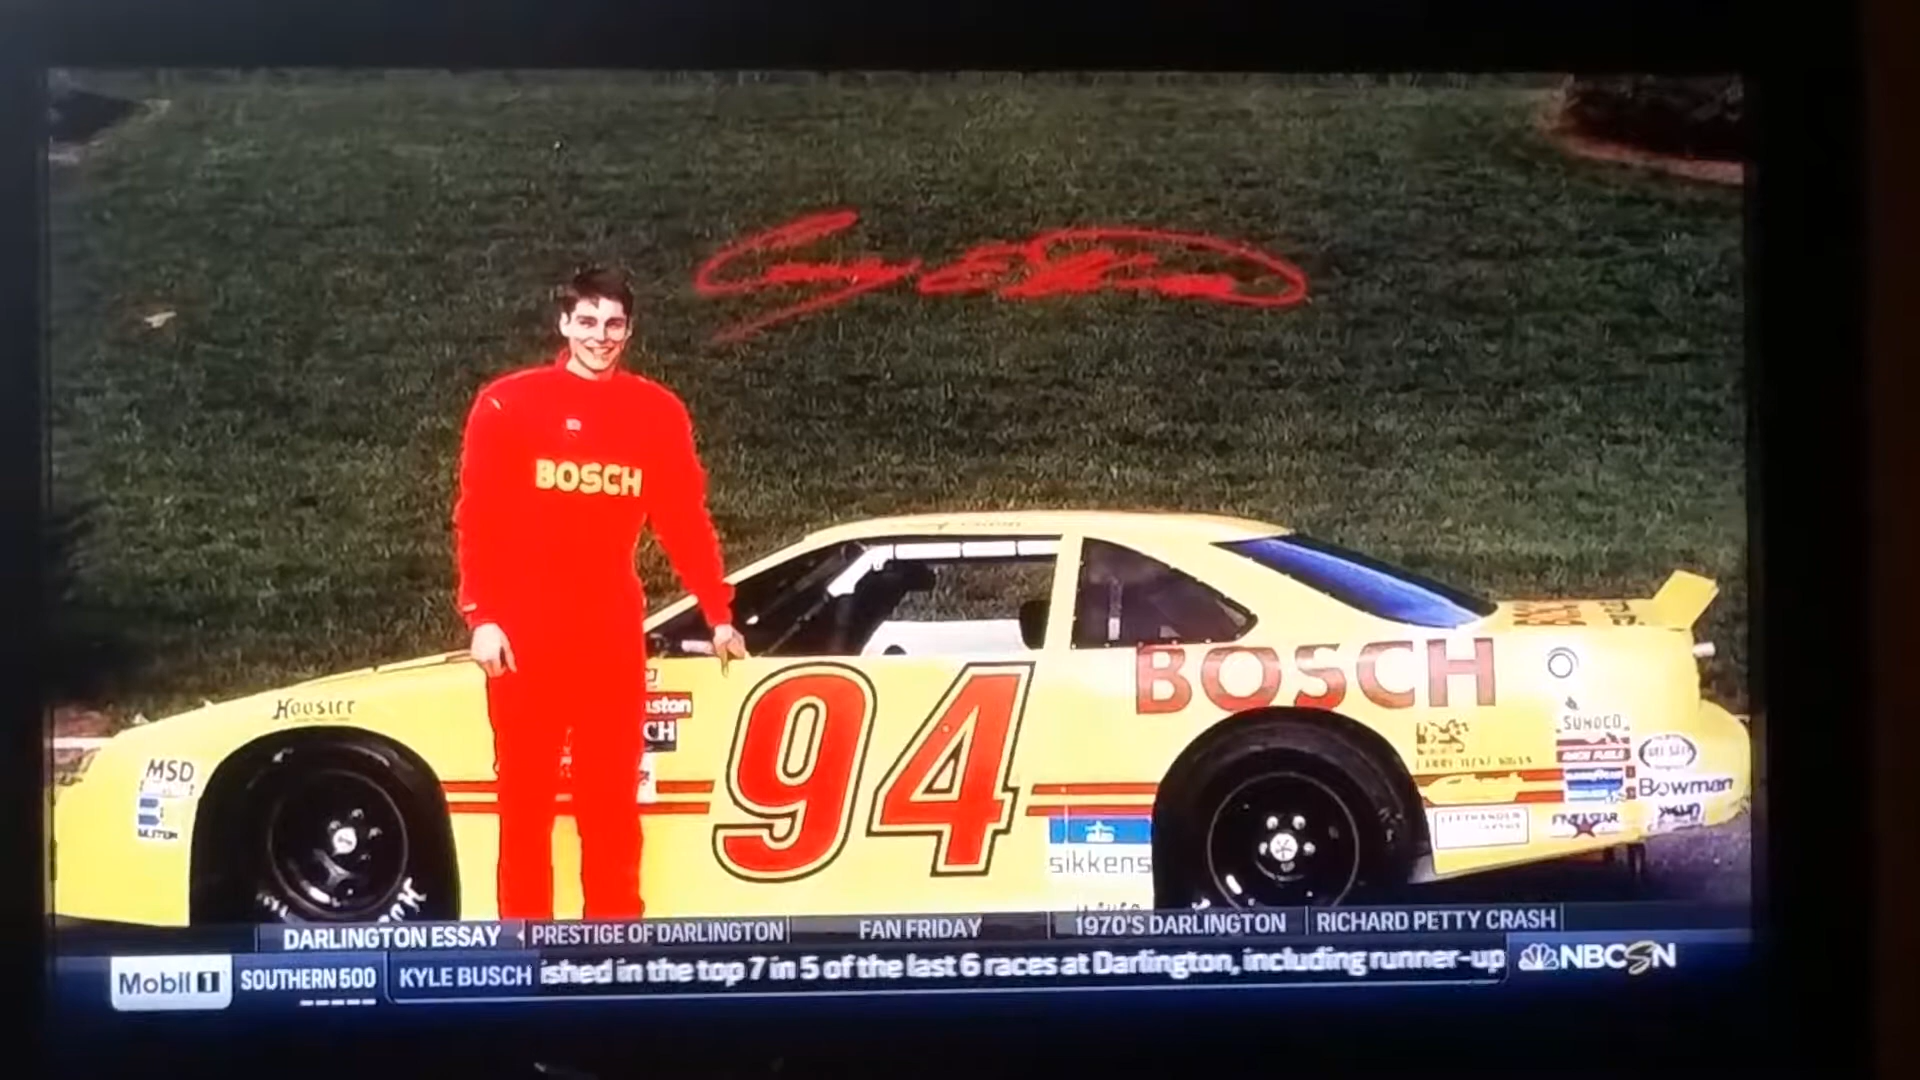 BOSCH
BOSCH
94
Hoosier
MSD
SUNOCO
RACE FUELS
Bowman
sikkens
DARLINGTON ESSAY PRESTIGE OF DARLINGTON FAN FRIDAY 1970'S DARLINGTON RICHARD PETTY CRASH
Mobil 1 SOUTHERN 500 KYLE BUSCH ished in the top 7 in 5 of the last 6 races at Darlington, including runner-up NBCSN